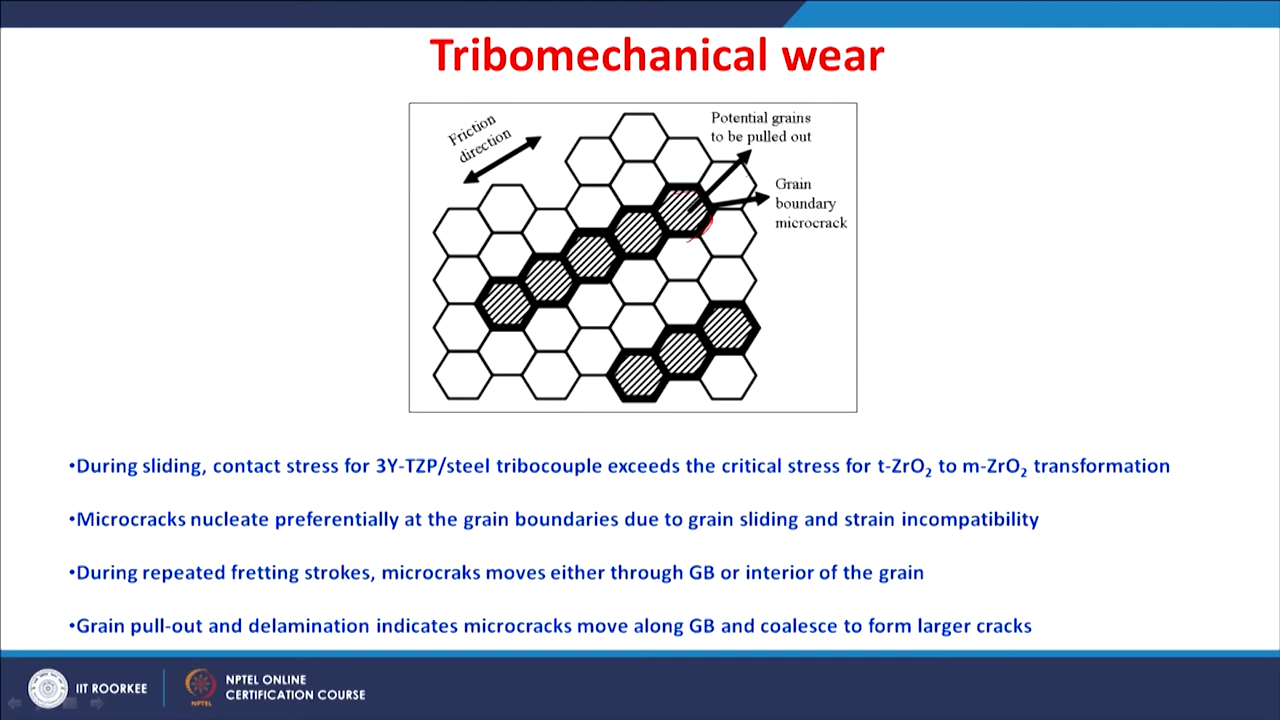 Tribomechanical wear
Friction
direction
Potential grains
to be pulled out
Grain
boundary
microcrack
•During sliding, contact stress for 3Y-TZP/steel tribocouple exceeds the critical stress for t-ZrO₂ to m-ZrO₂ transformation
•Microcracks nucleate preferentially at the grain boundaries due to grain sliding and strain incompatibility
•During repeated fretting strokes, microcraks moves either through GB or interior of the grain
•Grain pull-out and delamination indicates microcracks move along GB and coalesce to form larger cracks
IIT ROORKEE
NPTEL
NPTEL ONLINE
CERTIFICATION COURSE